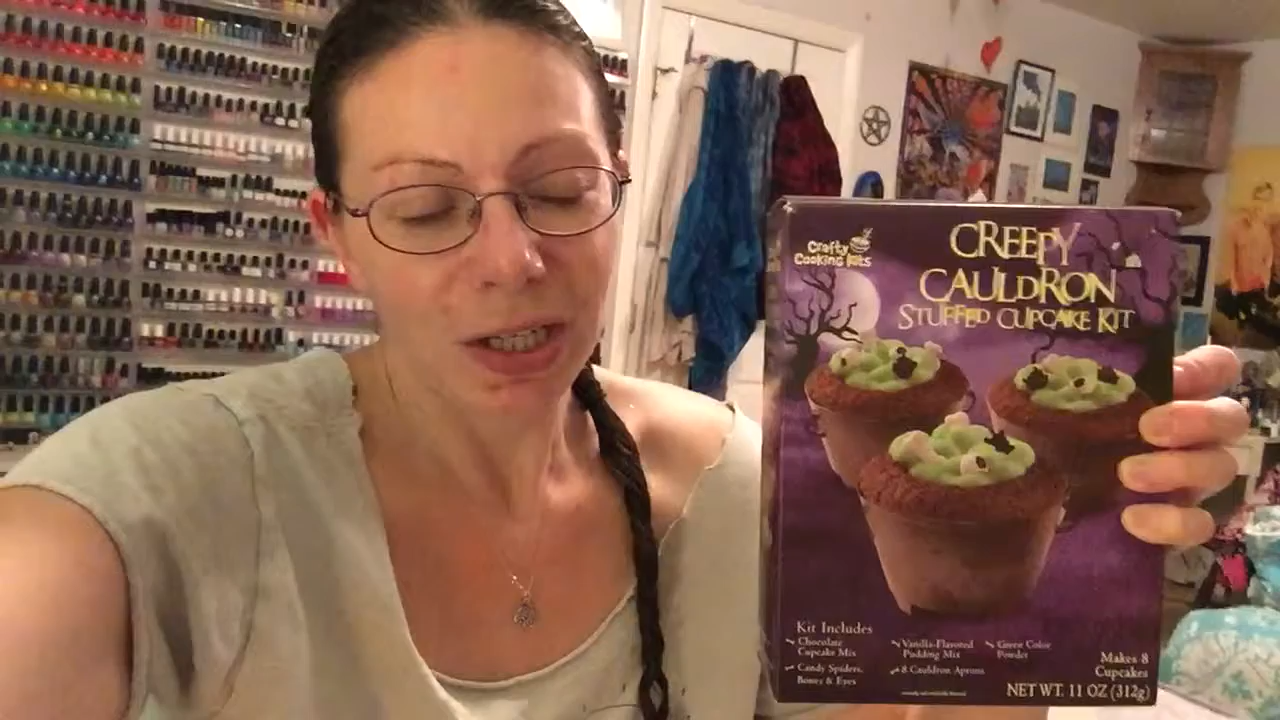 Crafty
Cooking Kits
CREEPY
CAULDRON
STUFFED CUPCAKE KIT
Kit Includes
Chocolate
Cupcake Mix
Vanilla-Flavored
Pudding Mix
Green Color
Powder
Candy Spiders,
Bones & Eyes
8 Cauldron Aprons
Makes 8
Cupcakes
NET WT. 11 OZ (312g)